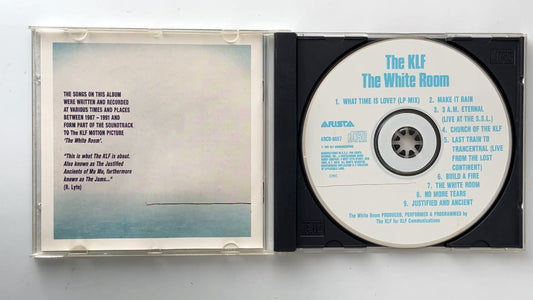 THE SONGS ON THIS ALBUM
WERE WRITTEN AND RECORDED
AT VARIOUS TIMES AND PLACES
BETWEEN 1987 – 1991 AND
FORM PART OF THE SOUNDTRACK
TO THE KLF MOTION PICTURE
'The White Room'.
"This is what The KLF is about.
Also known as The Justified
Ancients of Mu Mu, furthermore
known as The Jams..."
(R. Lyte)
The KLF
The White Room
1. WHAT TIME IS LOVE? (LP MIX)
2. MAKE IT RAIN
3. 3 A.M. ETERNAL
(LIVE AT THE S.S.L.)
4. CHURCH OF THE KLF
5. LAST TRAIN TO
TRANCENTRAL (LIVE
FROM THE LOST
CONTINENT)
6. BUILD A FIRE
7. THE WHITE ROOM
8. NO MORE TEARS
9. JUSTIFIED AND ANCIENT
ARISTA
ARCD-8657
The White Room PRODUCED, PERFORMED & PROGRAMMED by
The KLF for KLF Communications